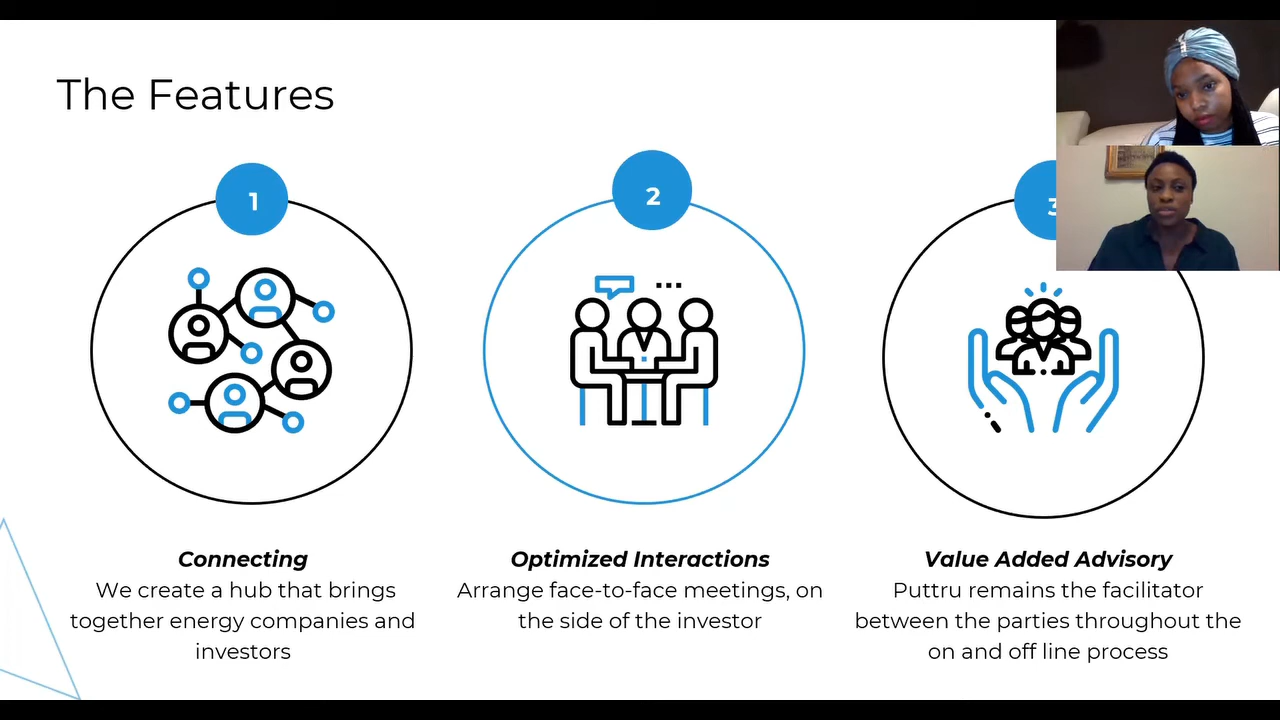 The Features
1
2
3
Connecting
We create a hub that brings
together energy companies and
investors
Optimized Interactions
Arrange face-to-face meetings, on
the side of the investor
Value Added Advisory
Puttru remains the facilitator
between the parties throughout the
on and off line process